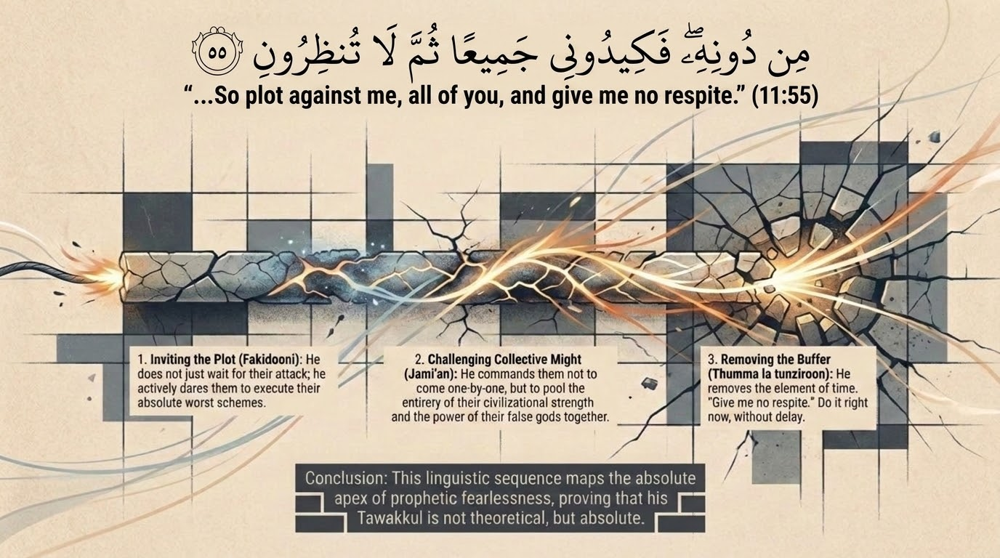 مِن دُونِهِۦۖ فَكِيدُونِى جَمِيعًا ثُمَّ لَا تُنظِرُونِ ٥٥
“...So plot against me, all of you, and give me no respite.” (11:55)
1. Inviting the Plot (Fakidooni): He
does not just wait for their attack; he
actively dares them to execute their
absolute worst schemes.
2. Challenging Collective Might
(Jami’an): He commands them not to
come one-by-one, but to pool the
entirery of their civilizational strength
and the power of their false gods together.
3. Removing the Buffer
(Thumma la tunziroon): He
removes the element of time.
"Give me no respite." Do it right
now, without delay.
Conclusion: This linguistic sequence maps the absolute
apex of prophetic fearlessness, proving that his
Tawakkul is not theoretical, but absolute.